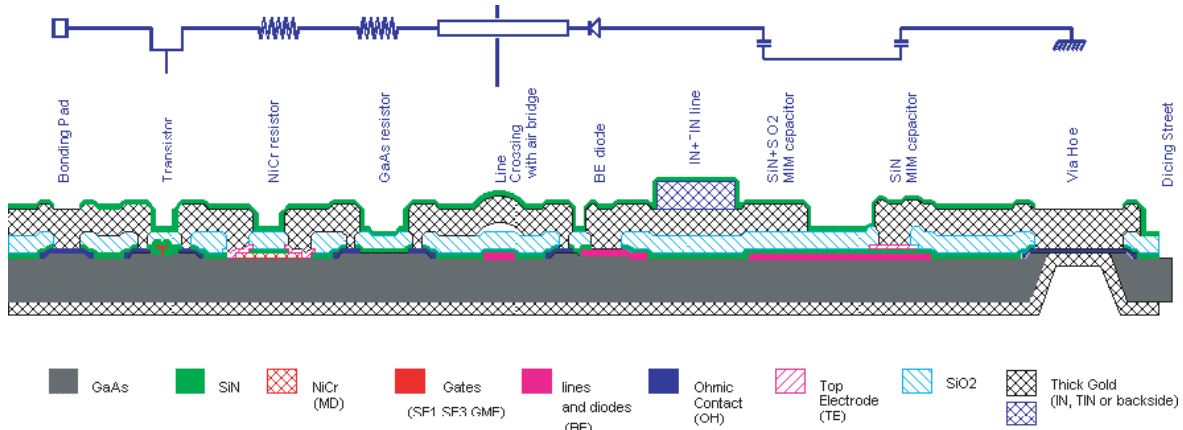 Bonding Pad
Transistor
NiCr resistor
GaAs resistor
Line
Crossing
with air bridge
BE diode
IN+TIN line
SiN+SiO2
MIM capacitor
SiN
MIM capacitor
Via Hole
Dicing Street
GaAs
SiN
NiCr
(MD)
Gates
lines
and diodes
(BE)
Ohmic
Contact
(OH)
Top
Electrode
(TE)
SiO2
Thick Gold
(IN, TIN or backside)